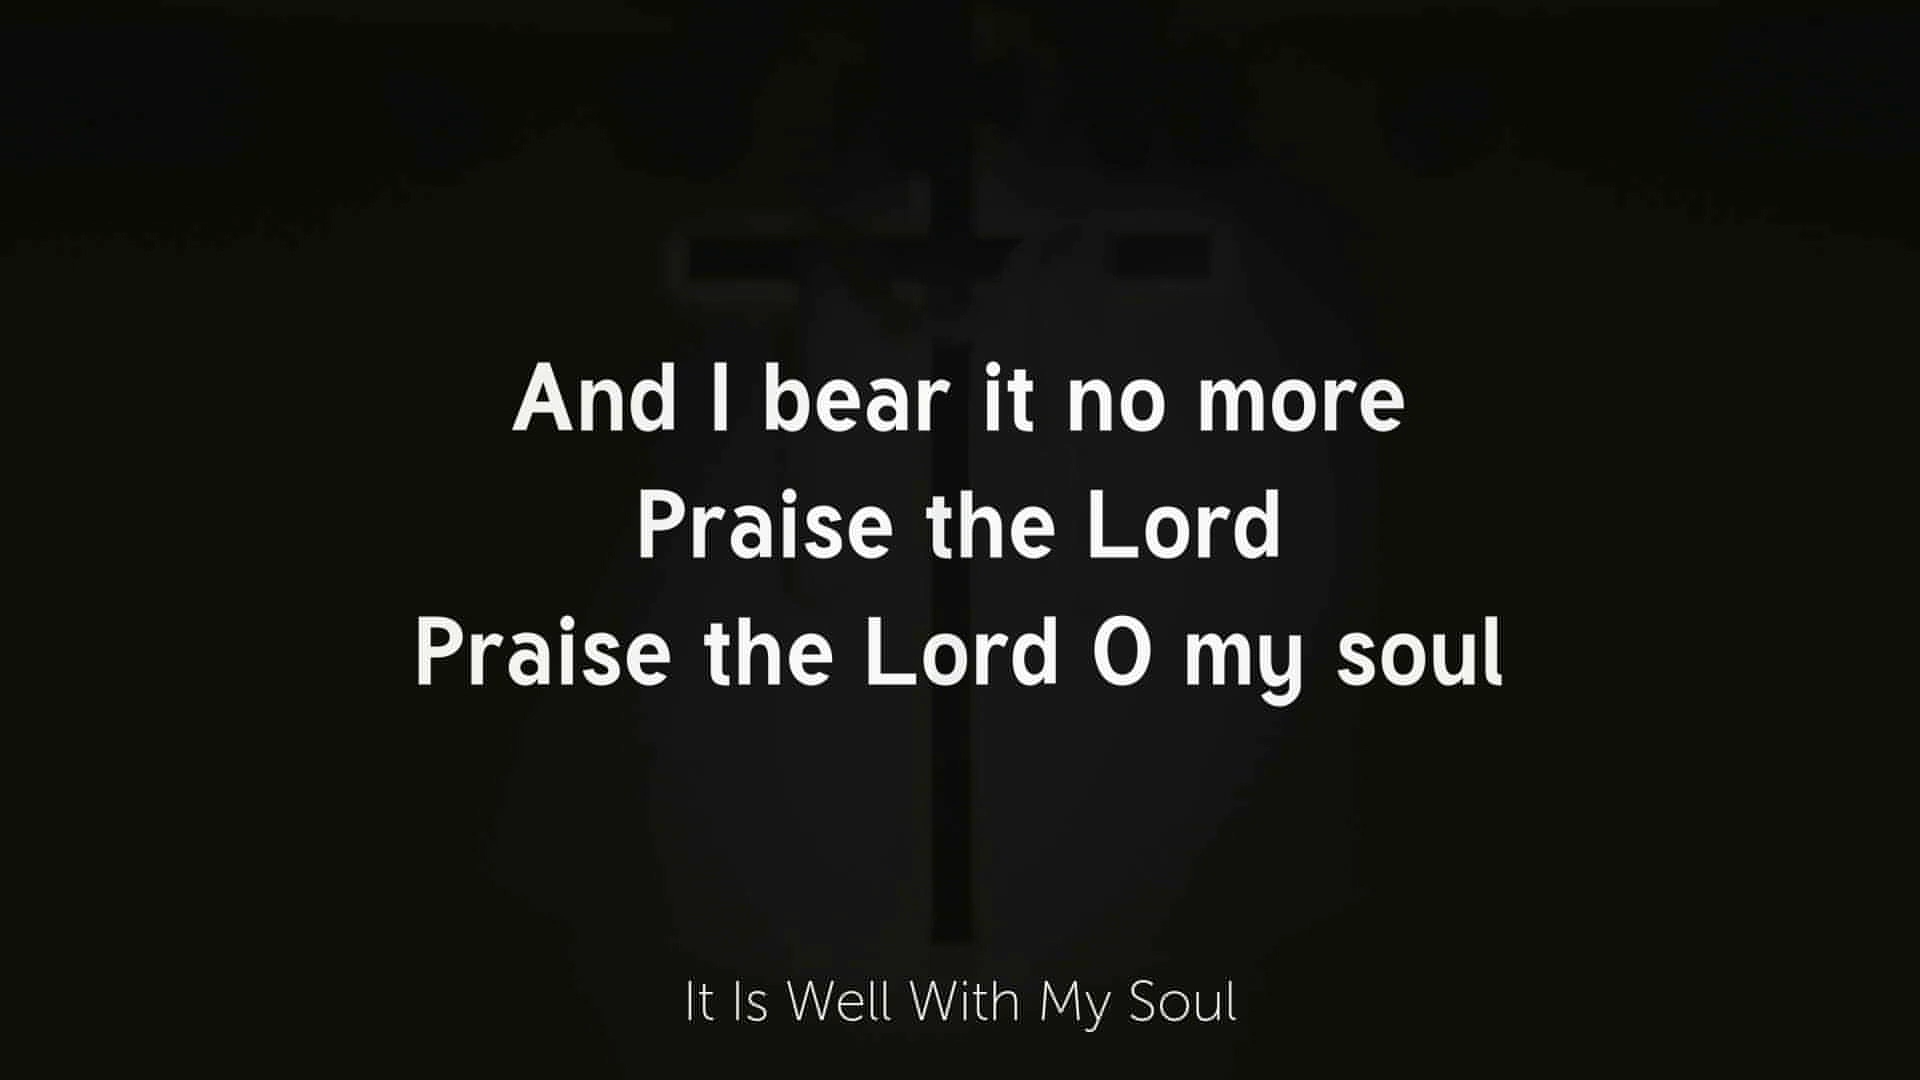 And I bear it no more
Praise the Lord
Praise the Lord O my soul
It Is Well With My Soul